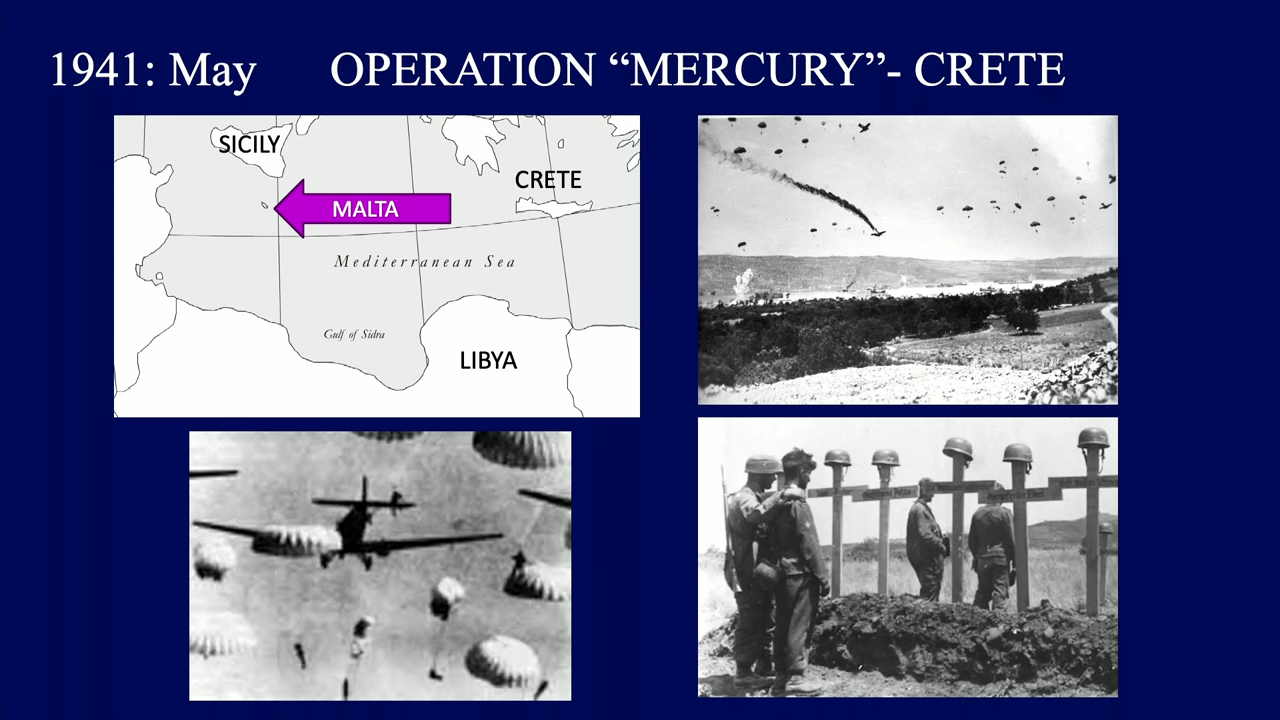 1941: May OPERATION “MERCURY”- CRETE
SICILY
CRETE
MALTA
Mediterranean Sea
Gulf of Sidra
LIBYA